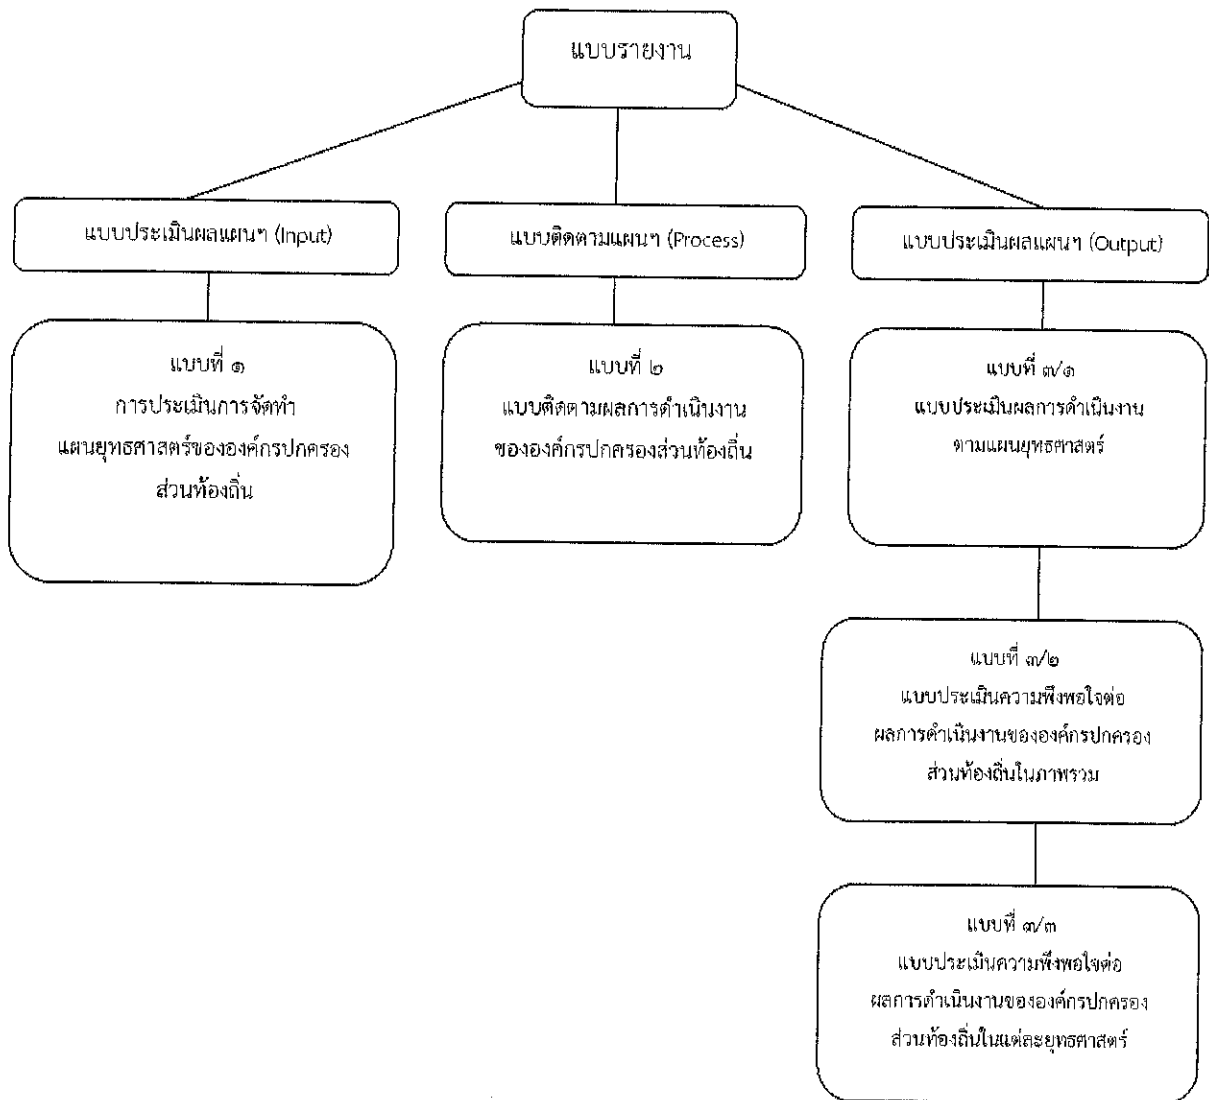 แบบรายงาน
แบบประเมินผลแผนฯ (Input)
แบบติดตามแผนฯ (Process)
แบบประเมินผลแผนฯ (Output)
แบบที่ ๑
การประเมินการจัดทำ
แผนยุทธศาสตร์ขององค์กรปกครอง
ส่วนท้องถิ่น
แบบที่ ๒
แบบติดตามผลการดำเนินงาน
ขององค์กรปกครองส่วนท้องถิ่น
แบบที่ ๓/๑
แบบประเมินผลการดำเนินงาน
ตามแผนยุทธศาสตร์
แบบที่ ๓/๒
แบบประเมินความพึงพอใจต่อ
ผลการดำเนินงานขององค์กรปกครอง
ส่วนท้องถิ่นในภาพรวม
แบบที่ ๓/๓
แบบประเมินความพึงพอใจต่อ
ผลการดำเนินงานขององค์กรปกครอง
ส่วนท้องถิ่นในแต่ละยุทธศาสตร์